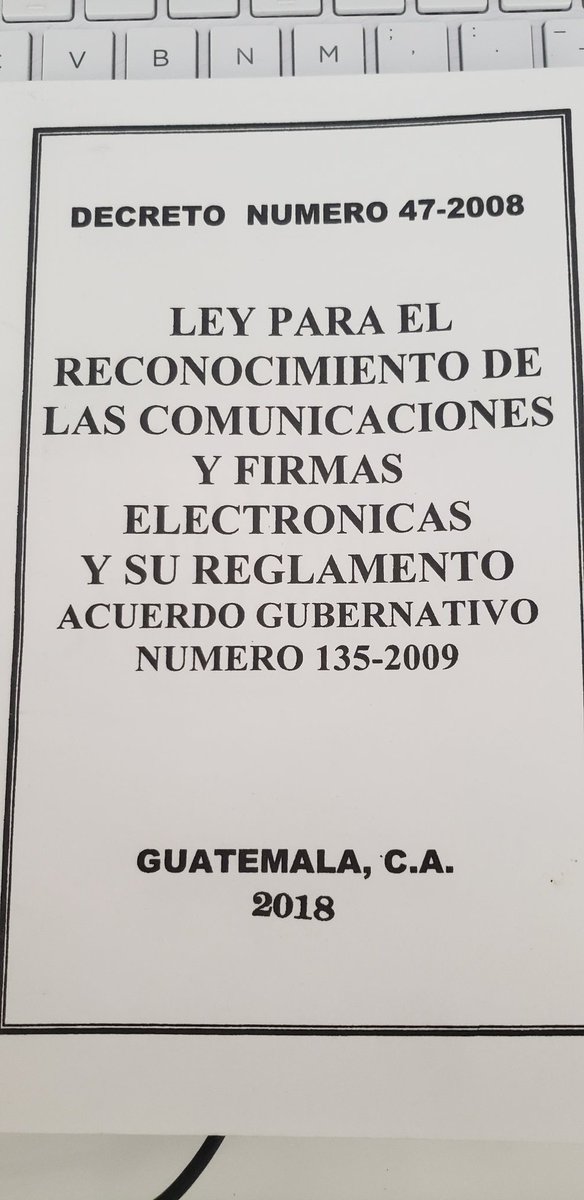 V B N M ; , : . -
DECRETO NUMERO 47-2008
LEY PARA EL
RECONOCIMIENTO DE
LAS COMUNICACIONES
Y FIRMAS
ELECTRONICAS
Y SU REGLAMENTO
ACUERDO GUBERNATIVO
NUMERO 135-2009
GUATEMALA, C.A.
2018